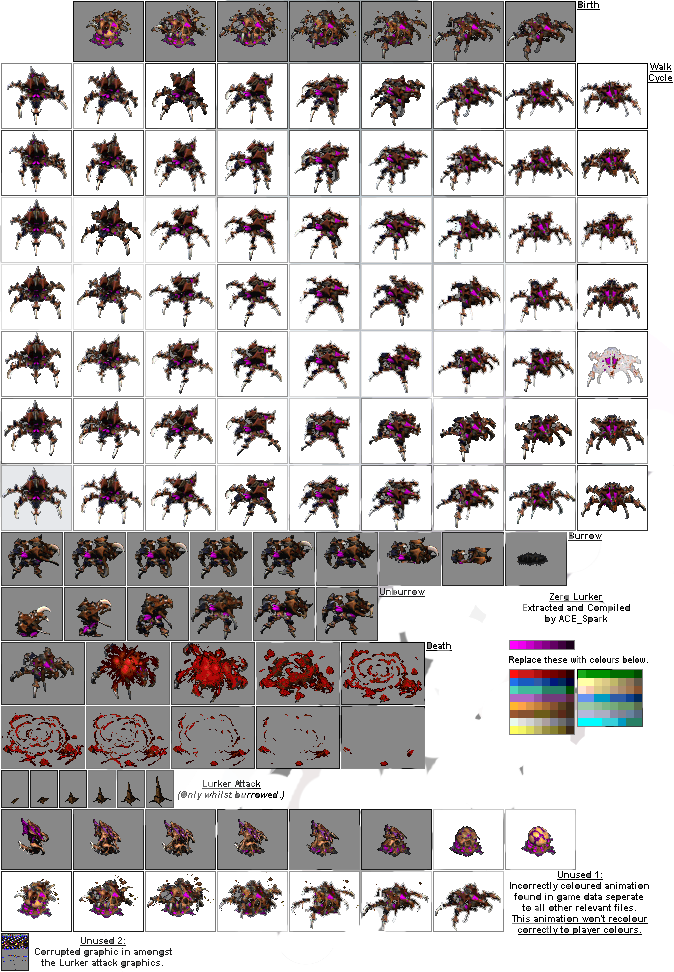 Birth
Walk
Cycle
Burrow
Unburrow
Zerg Lurker
Extracted and Compiled
by ACE_Spark
Death
Replace these with colours below.
Lurker Attack
(Only whilst burrowed.)
Unused 1:
Incorrectly coloured animation
found in game data seperate
to all other relevant files.
This animation won't recolour
correctly to player colours.
Unused 2:
Corrupted graphic in amongst
the Lurker attack graphics.